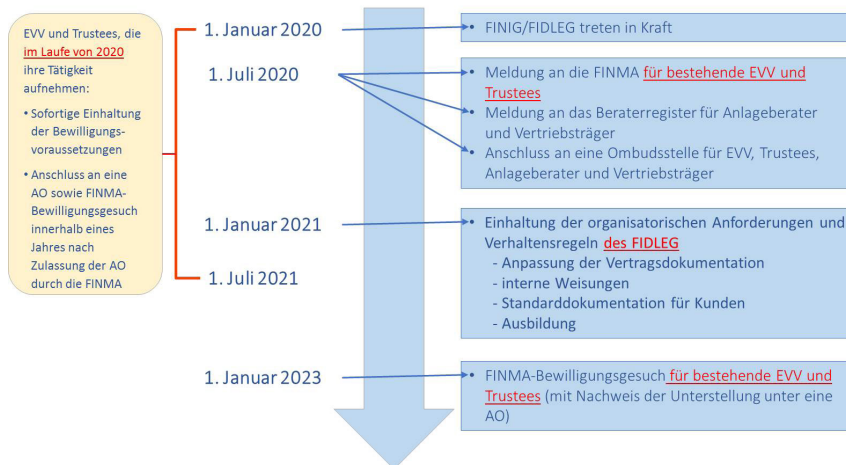 EVV und Trustees, die
im Laufe von 2020
ihre Tätigkeit
aufnehmen:
• Sofortige Einhaltung
der Bewilligungs-
voraussetzungen
• Anschluss an eine
AO sowie FINMA-
Bewilligungsgesuch
innerhalb eines
Jahres nach
Zulassung der AO
durch die FINMA
1. Januar 2020
• FINIG/FIDLEG treten in Kraft
1. Juli 2020
• Meldung an die FINMA für bestehende EVV und
Trustees
• Meldung an das Beraterregister für Anlageberater
und Vertriebsträger
• Anschluss an eine Ombudsstelle für EVV, Trustees,
Anlageberater und Vertriebsträger
1. Januar 2021
• Einhaltung der organisatorischen Anforderungen und
Verhaltensregeln des FIDLEG
- Anpassung der Vertragsdokumentation
- interne Weisungen
- Standarddokumentation für Kunden
- Ausbildung
1. Juli 2021
1. Januar 2023
• FINMA-Bewilligungsgesuch für bestehende EVV und
Trustees (mit Nachweis der Unterstellung unter eine
AO)